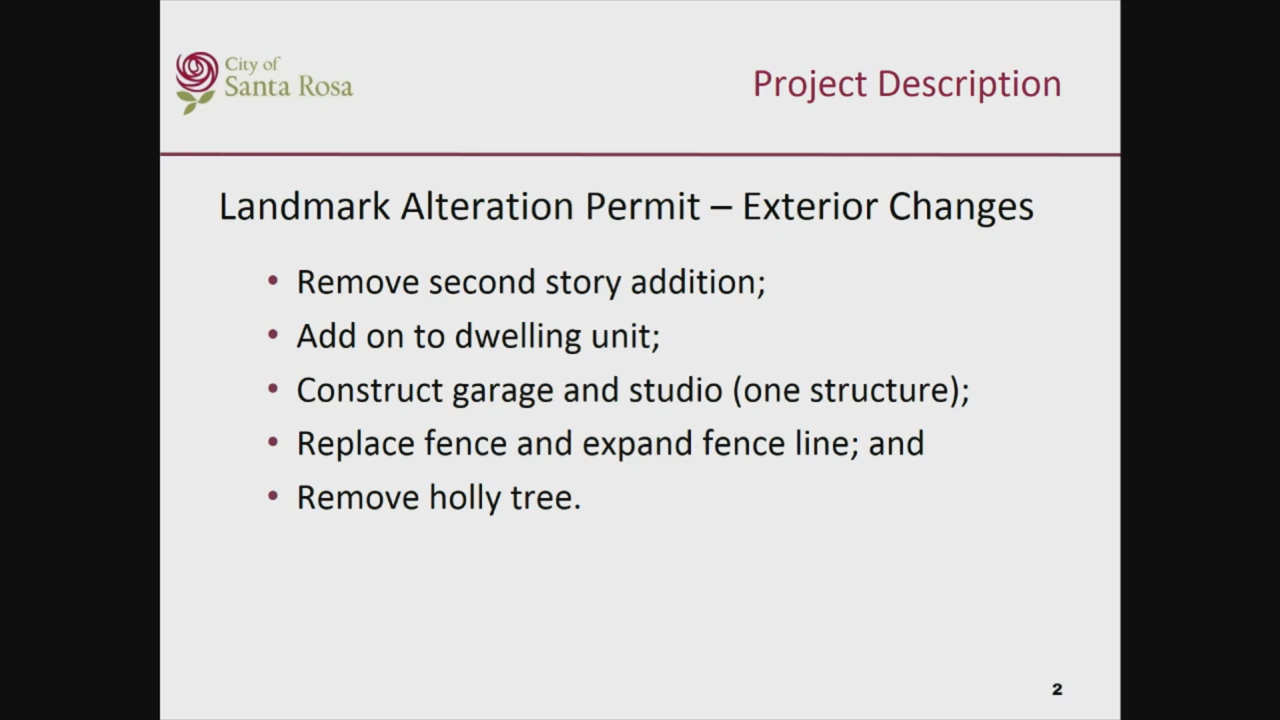 City of
Santa Rosa
Project Description
Landmark Alteration Permit – Exterior Changes
• Remove second story addition;
• Add on to dwelling unit;
• Construct garage and studio (one structure);
• Replace fence and expand fence line; and
• Remove holly tree.
2